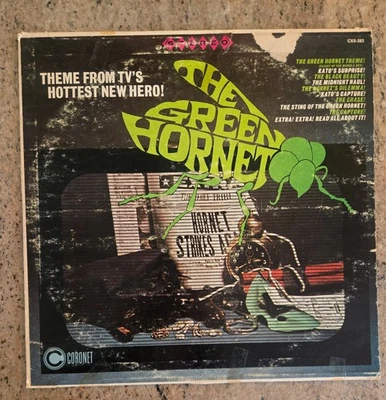 STEREO
CXS-283
THEME FROM TV'S
HOTTEST NEW HERO!
THE
GREEN
HORNET
THE GREEN HORNET THEME!
KATO'S SURPRISE!
THE BLACK BEAUTY!
THE MIDNIGHT HAUL!
THE HORNET'S DILEMMA!
KATO'S CAPTURE!
THE CHASE!
THE STING OF THE GREEN HORNET!
EXTRA! EXTRA! READ ALL ABOUT IT!
HORNET
STRIKES
C CORONET